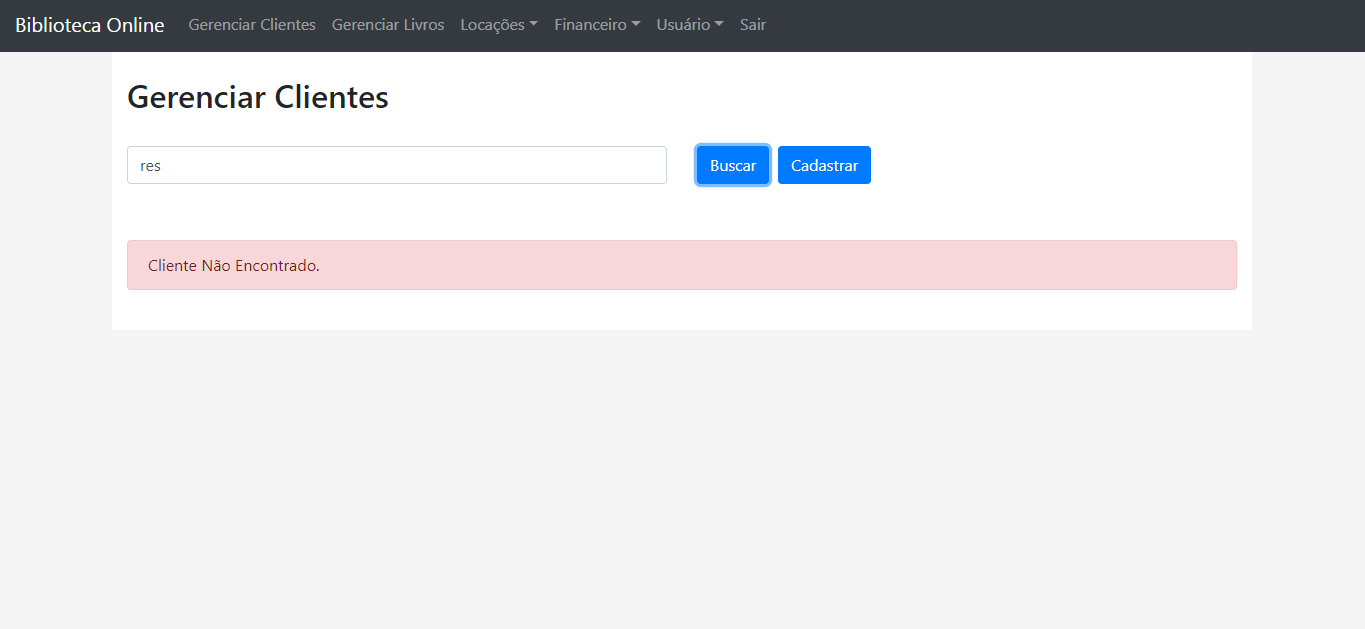 Biblioteca Online Gerenciar Clientes Gerenciar Livros Locações Financeiro Usuário Sair
Gerenciar Clientes
res Buscar Cadastrar
Cliente Não Encontrado.